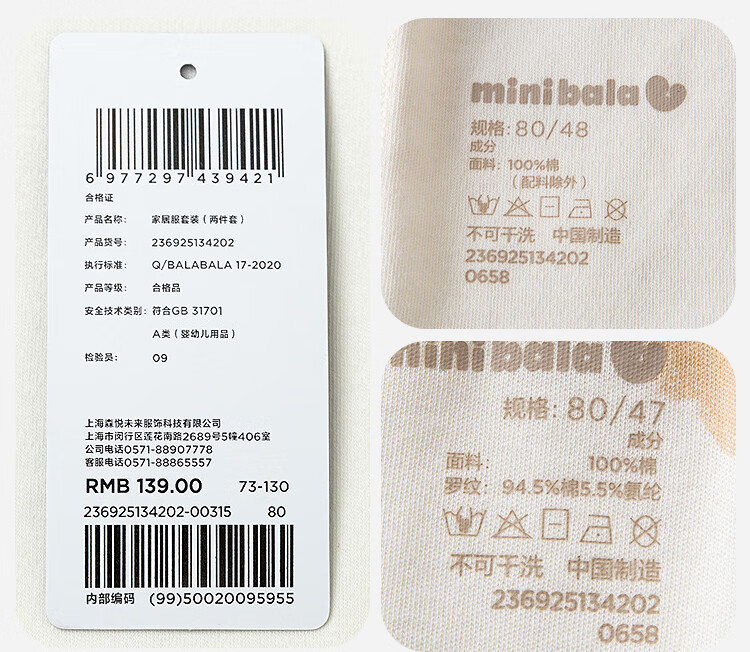 6 977297 439421
合格证
产品名称: 家居服套装（两件套）
产品货号: 236925134202
执行标准: Q/BALABALA 17-2020
产品等级: 合格品
安全技术类别: 符合GB 31701
A类（婴幼儿用品）
检验员: 09
上海森悦未来服饰科技有限公司
上海市闵行区莲花南路2689号5幢406室
公司电话0571-88907778
客服电话0571-88865557
RMB 139.00 73-130
236925134202-00315 80
内部编码 (99)50020095955
minibala
规格: 80/48
成分
面料: 100%棉
（配料除外）
不可干洗 中国制造
236925134202
0658
minibala
规格: 80/47
成分
面料: 100%棉
罗纹: 94.5%棉5.5%氨纶
不可干洗 中国制造
236925134202
0658